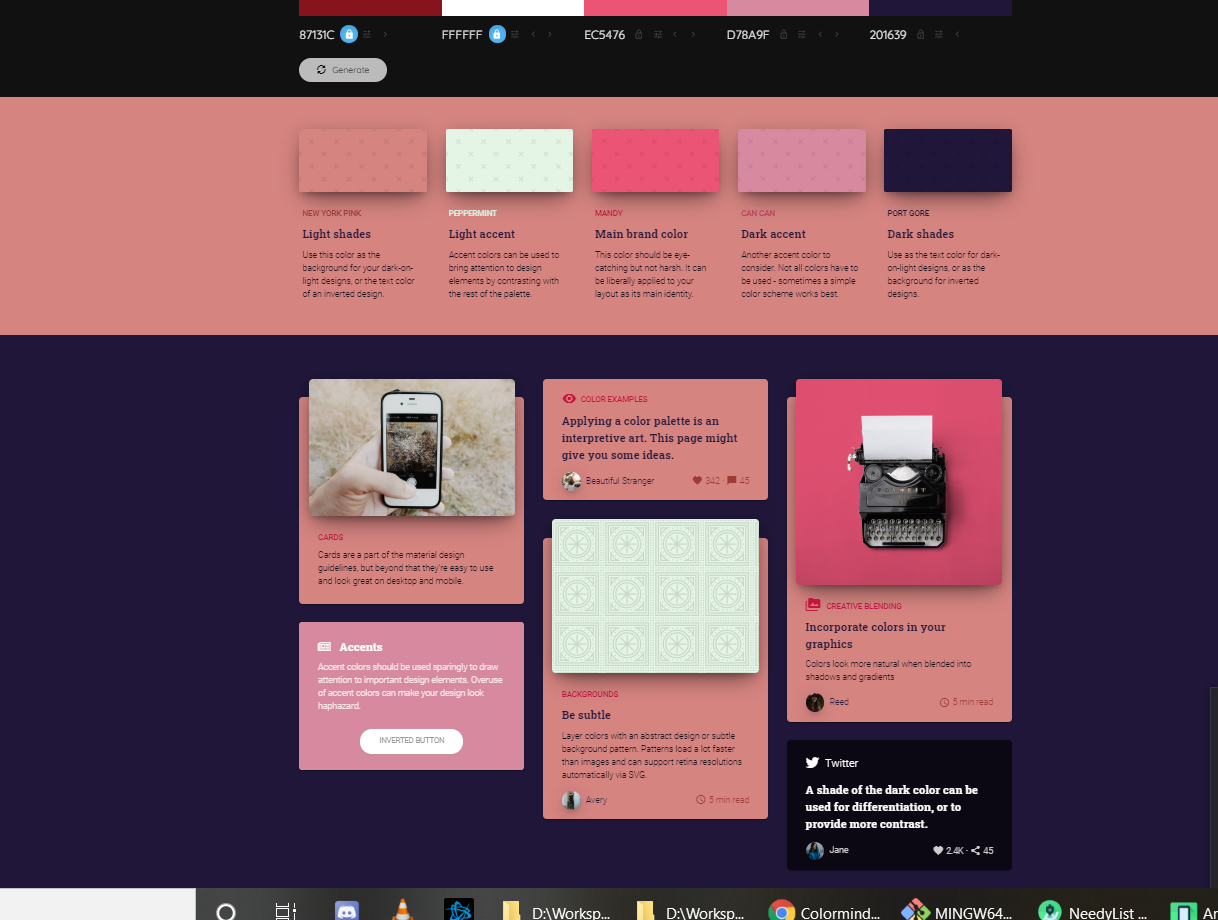 87131C
FFFFFF
EC5476
D78A9F
201639
Generate
NEW YORK PINK
Light shades
Use this color as the
background for your dark-on-
light designs, or the text color
of an inverted design.
PEPPERMINT
Light accent
Accent colors can be used to
bring attention to design
elements by contrasting with
the rest of the palette.
MANDY
Main brand color
This color should be eye-
catching but not harsh. It can
be liberally applied to your
layout as its main identity.
CAN CAN
Dark accent
Another accent color to
consider. Not all colors have to
be used - sometimes a simple
color scheme works best.
PORT GORE
Dark shades
Use as the text color for dark-
on-light designs, or as the
background for inverted
designs.
CARDS
Cards are a part of the material design
guidelines, but beyond that they're easy to use
and look great on desktop and mobile.
Accents
Accent colors should be used sparingly to draw
attention to important design elements. Overuse
of accent colors can make your design look
haphazard.
INVERTED BUTTON
COLOR EXAMPLES
Applying a color palette is an
interpretive art. This page might
give you some ideas.
Beautiful Stranger
342 · 45
BACKGROUNDS
Be subtle
Layer colors with an abstract design or subtle
background pattern. Patterns load a lot faster
than images and can support retina resolutions
automatically via SVG.
Avery
5 min read
CREATIVE BLENDING
Incorporate colors in your
graphics
Colors look more natural when blended into
shadows and gradients
Reed
5 min read
Twitter
A shade of the dark color can be
used for differentiation, or to
provide more contrast.
Jane
2.4K · 45
D:\Worksp...
D:\Worksp...
Colormind...
MINGW64...
NeedyList ...
Ar